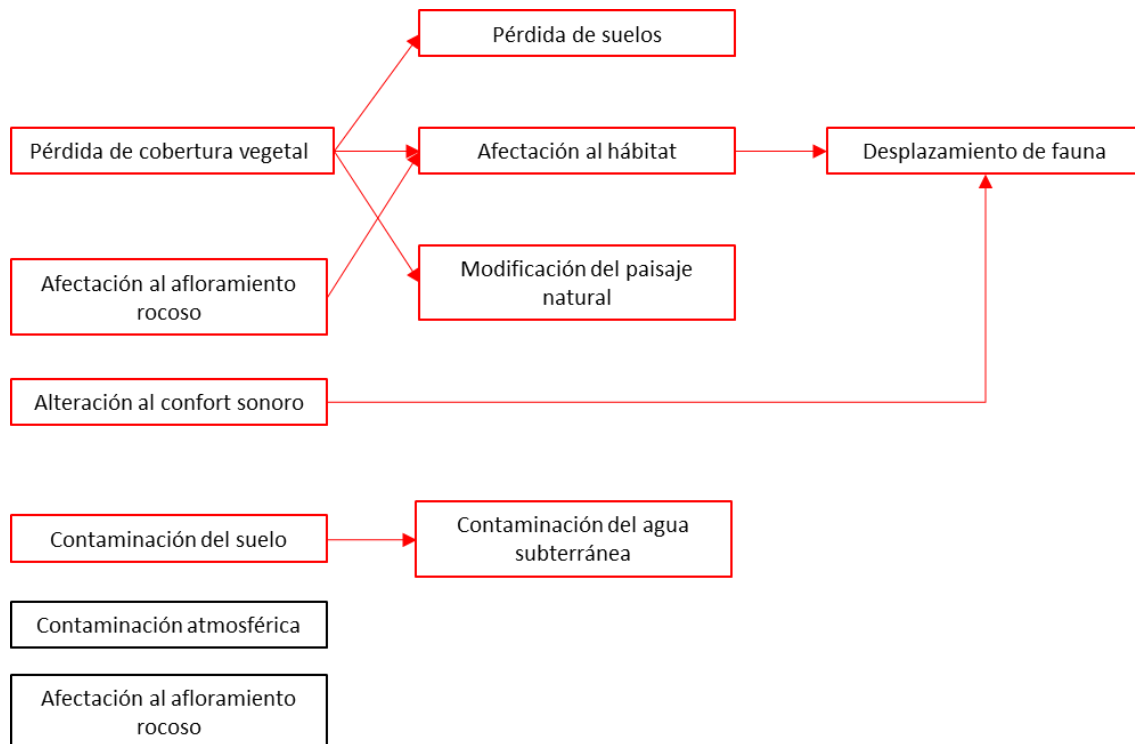 Pérdida de suelos
Pérdida de cobertura vegetal
Afectación al hábitat
Desplazamiento de fauna
Afectación al afloramiento
rocoso
Modificación del paisaje
natural
Alteración al confort sonoro
Contaminación del suelo
Contaminación del agua
subterránea
Contaminación atmosférica
Afectación al afloramiento
rocoso